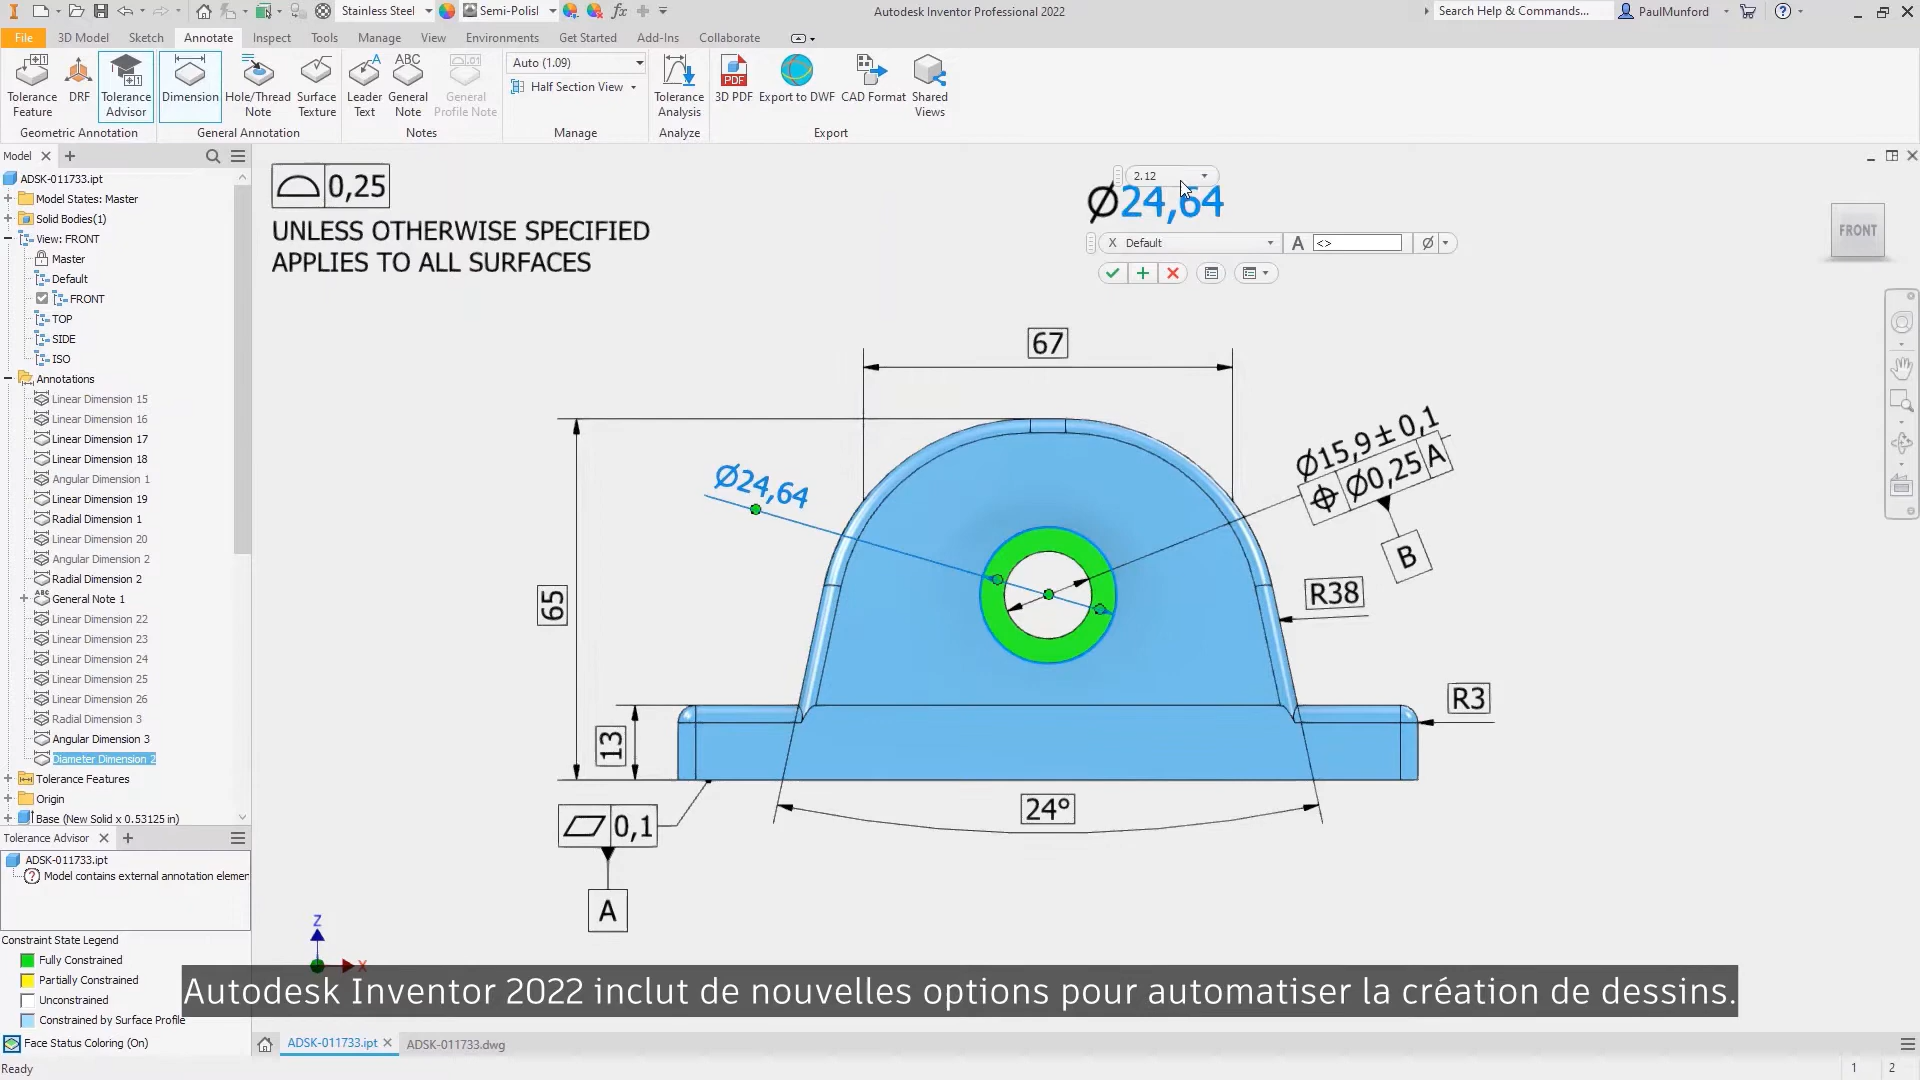 Stainless Steel
Semi-Polisl
fx
Autodesk Inventor Professional 2022
Search Help & Commands...
PaulMunford
File
3D Model
Sketch
Annotate
Inspect
Tools
Manage
View
Environments
Get Started
Add-Ins
Collaborate
Tolerance Feature
DRF
Tolerance Advisor
Dimension
Hole/Thread Note
Surface Texture
Leader Text
General Note
General Profile Note
Auto (1.09)
Half Section View
Tolerance Analysis
3D PDF
Export to DWF
CAD Format
Shared Views
Geometric Annotation
General Annotation
Notes
Manage
Analyze
Export
Model
ADSK-011733.ipt
Model States: Master
Solid Bodies(1)
View: FRONT
Master
Default
FRONT
TOP
SIDE
ISO
Annotations
Linear Dimension 15
Linear Dimension 16
Linear Dimension 17
Linear Dimension 18
Angular Dimension 1
Linear Dimension 19
Radial Dimension 1
Linear Dimension 20
Angular Dimension 2
Radial Dimension 2
General Note 1
Linear Dimension 22
Linear Dimension 23
Linear Dimension 24
Linear Dimension 25
Linear Dimension 26
Radial Dimension 3
Angular Dimension 3
Diameter Dimension 2
Tolerance Features
Origin
Base (New Solid x 0.53125 in)
Tolerance Advisor
ADSK-011733.ipt
Model contains external annotation elemer
Constraint State Legend
Fully Constrained
Partially Constrained
Unconstrained
Constrained by Surface Profile
Face Status Coloring (On)
Ready
0,25
UNLESS OTHERWISE SPECIFIED
APPLIES TO ALL SURFACES
2.12
Ø24,64
X Default
A <>
Ø
FRONT
67
Ø24,64
Ø15,9±0,1
Ø0,25 A
B
65
R38
R3
13
24°
0,1
A
Z
X
Autodesk Inventor 2022 inclut de nouvelles options pour automatiser la création de dessins.
ADSK-011733.ipt
ADSK-011733.dwg
1 2